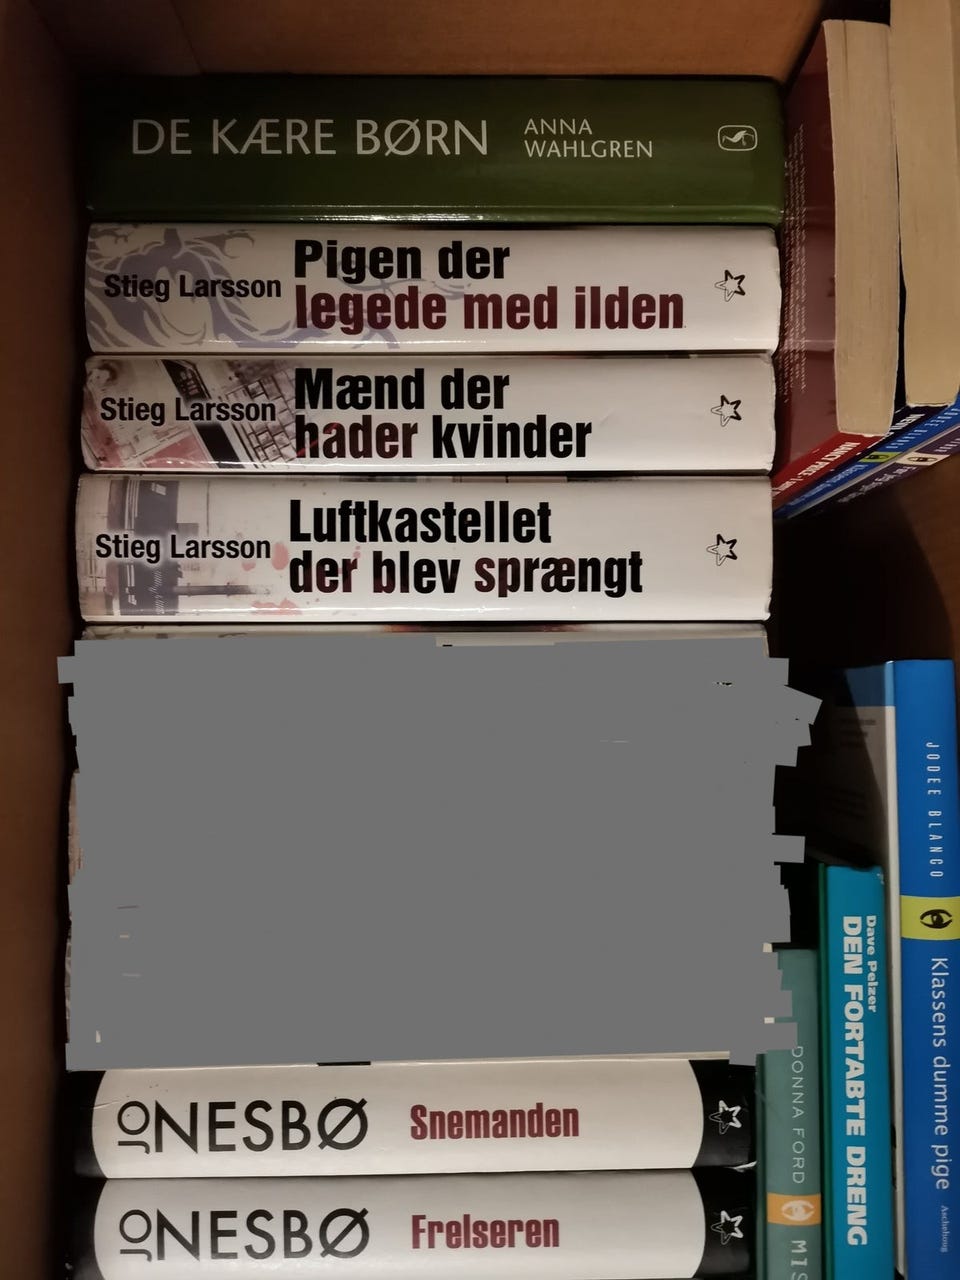 DE KÆRE BØRN
ANNA
WAHLGREN
Stieg Larsson
Pigen der
legede med ilden
Stieg Larsson
Mænd der
hader kvinder
Stieg Larsson
Luftkastellet
der blev sprængt
JO NESBØ
Snemanden
JO NESBØ
Frelseren
DONNA FORD
MIS
Dave Pelzer
DEN FORTABTE DRENG
JODEE BLANCO
Klassens dumme pige
Aschehoug